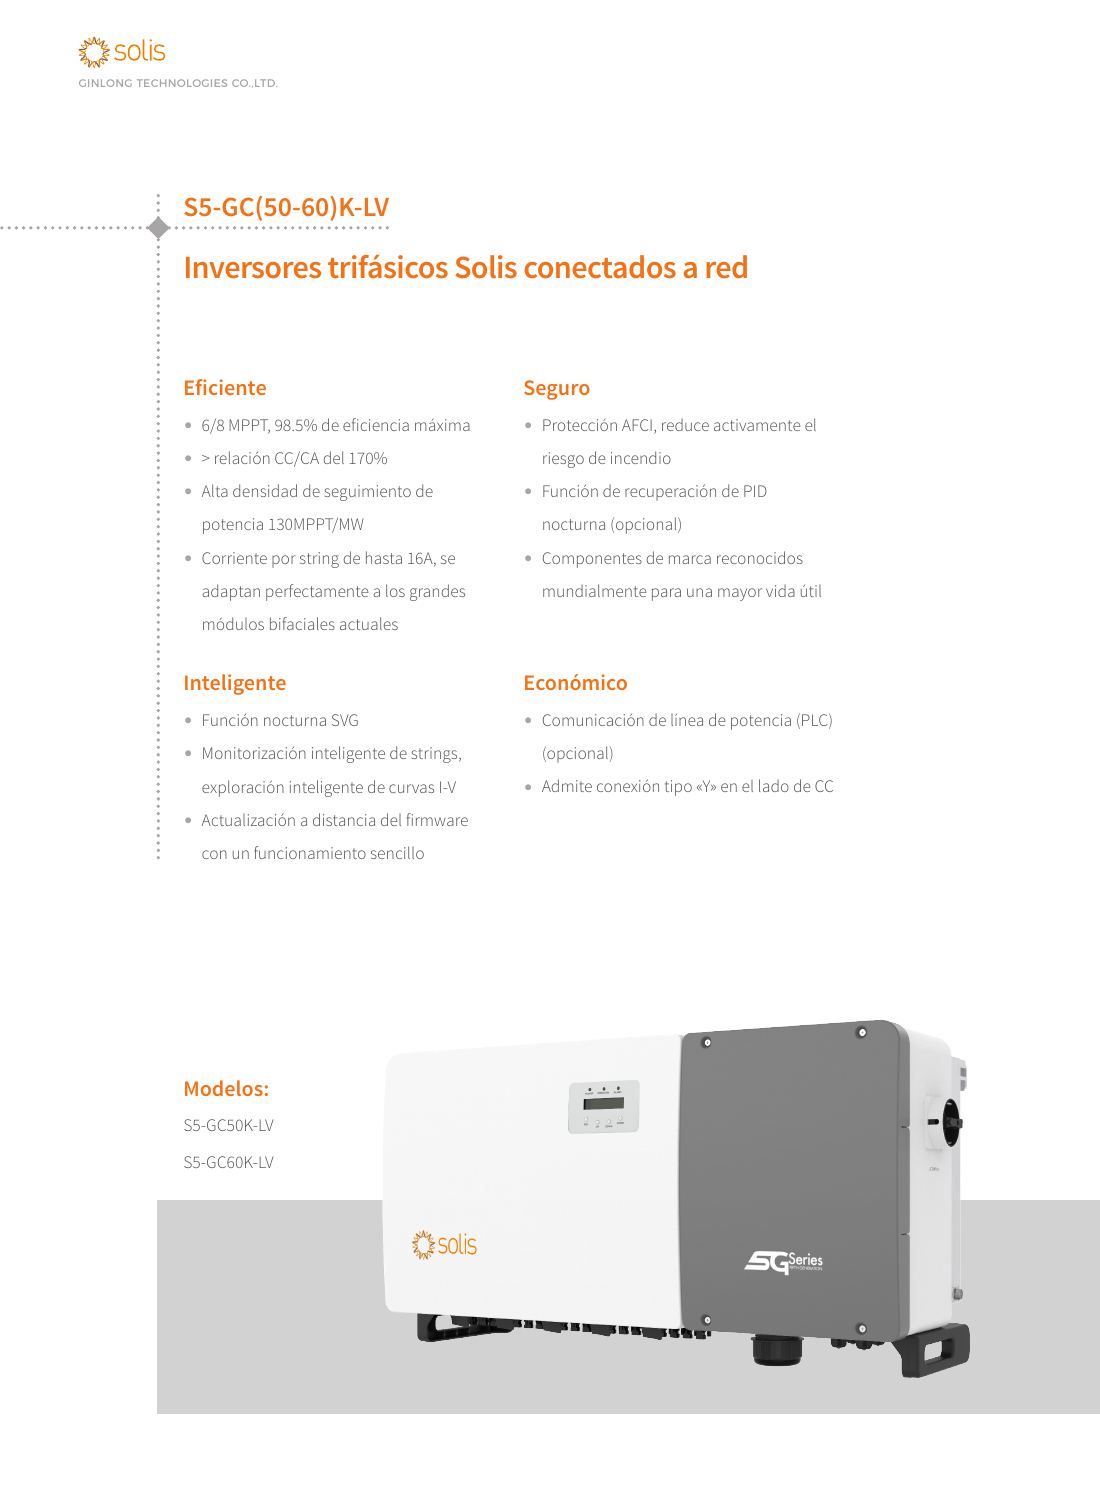 solis
GINLONG TECHNOLOGIES CO.,LTD.
S5-GC(50-60)K-LV
Inversores trifásicos Solis conectados a red
Eficiente
• 6/8 MPPT, 98.5% de eficiencia máxima
• > relación CC/CA del 170%
• Alta densidad de seguimiento de
potencia 130MPPT/MW
• Corriente por string de hasta 16A, se
adaptan perfectamente a los grandes
módulos bifaciales actuales
Seguro
• Protección AFCI, reduce activamente el
riesgo de incendio
• Función de recuperación de PID
nocturna (opcional)
• Componentes de marca reconocidos
mundialmente para una mayor vida útil
Inteligente
• Función nocturna SVG
• Monitorización inteligente de strings,
exploración inteligente de curvas I-V
• Actualización a distancia del firmware
con un funcionamiento sencillo
Económico
• Comunicación de línea de potencia (PLC)
(opcional)
• Admite conexión tipo «Y» en el lado de CC
Modelos:
S5-GC50K-LV
S5-GC60K-LV
solis
5G Series